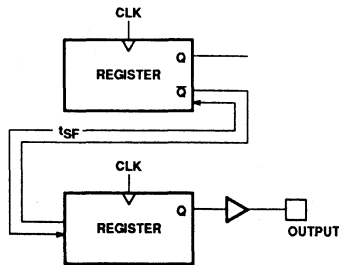 CLK
Q
REGISTER
Q̅
tSF
CLK
Q
REGISTER
OUTPUT